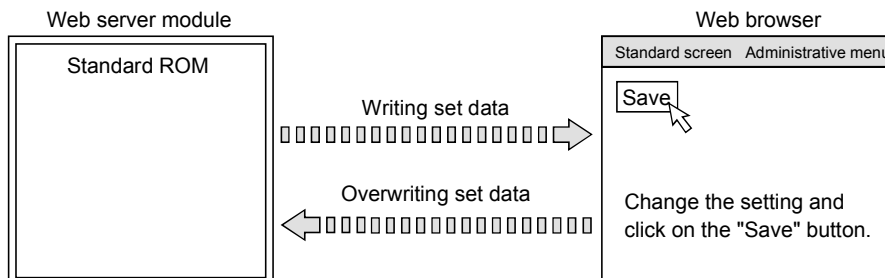 Web server module
Web browser
Standard ROM
Standard screen Administrative menu
Save
Writing set data
Overwriting set data
Change the setting and
click on the "Save" button.